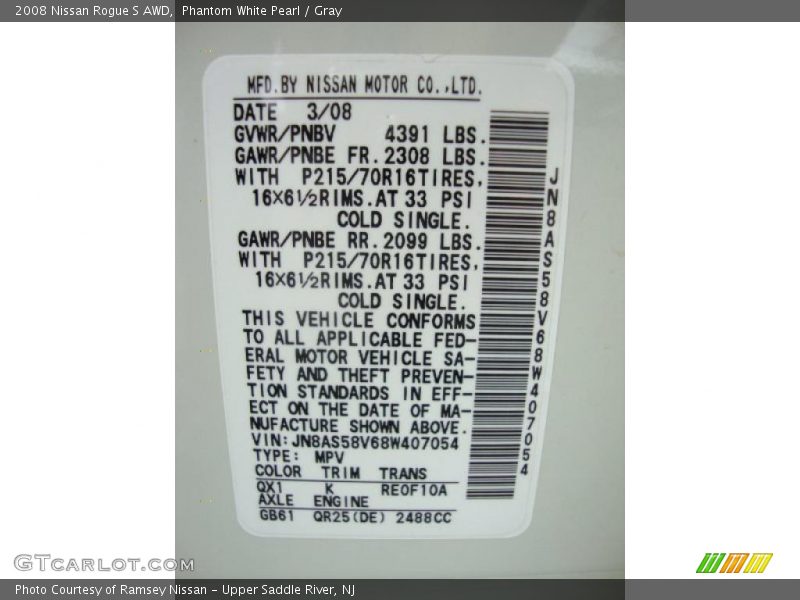 2008 Nissan Rogue S AWD, Phantom White Pearl / Gray
MFD.BY NISSAN MOTOR CO.,LTD.
DATE 3/08
GVWR/PNBV 4391 LBS.
GAWR/PNBE FR.2308 LBS.
WITH P215/70R16TIRES,
16×6½RIMS.AT 33 PSI
COLD SINGLE.
GAWR/PNBE RR.2099 LBS.
WITH P215/70R16TIRES,
16×6½RIMS.AT 33 PSI
COLD SINGLE.
THIS VEHICLE CONFORMS
TO ALL APPLICABLE FED-
ERAL MOTOR VEHICLE SA-
FETY AND THEFT PREVEN-
TION STANDARDS IN EFF-
ECT ON THE DATE OF MA-
NUFACTURE SHOWN ABOVE.
VIN:JN8AS58V68W407054
TYPE: MPV
COLOR TRIM TRANS
QX1 K RE0F10A
AXLE ENGINE
GB61 QR25(DE) 2488CC
JN8AS58V68W407054
GTcarlot.com
Photo Courtesy of Ramsey Nissan - Upper Saddle River, NJ